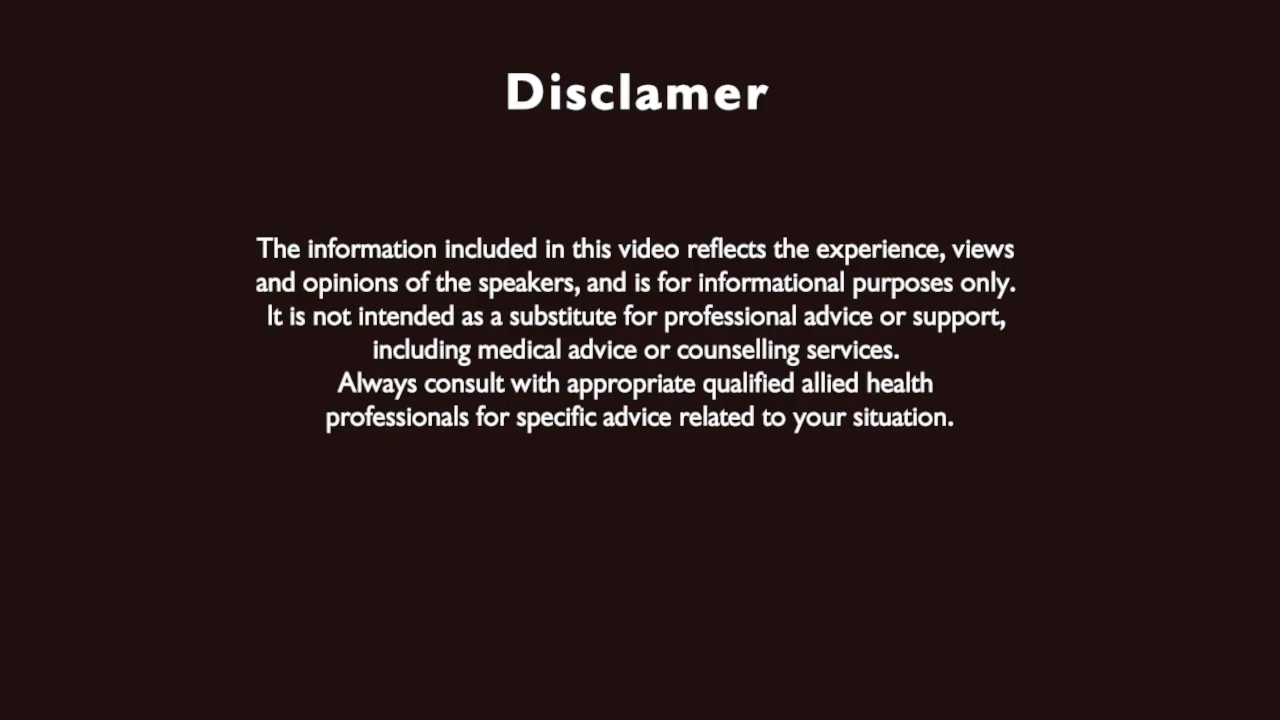 Disclamer
The information included in this video reflects the experience, views
and opinions of the speakers, and is for informational purposes only.
It is not intended as a substitute for professional advice or support,
including medical advice or counselling services.
Always consult with appropriate qualified allied health
professionals for specific advice related to your situation.